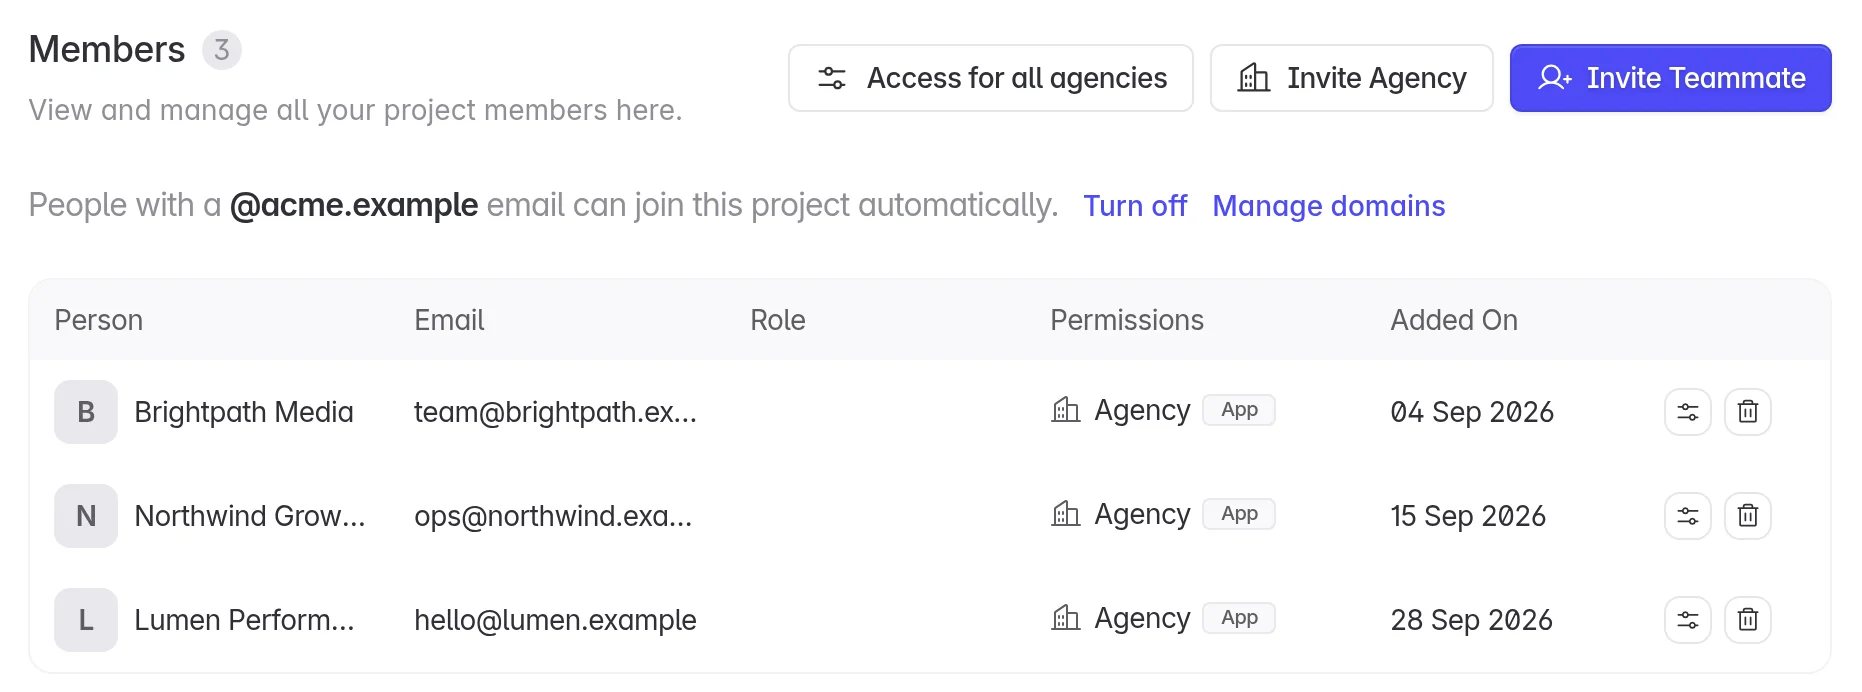 Members 3
View and manage all your project members here.
Access for all agencies
Invite Agency
Invite Teammate
People with a @acme.example email can join this project automatically. Turn off Manage domains
Person Email Role Permissions Added On
B Brightpath Media team@brightpath.ex... Agency App 04 Sep 2026
N Northwind Grow... ops@northwind.exa... Agency App 15 Sep 2026
L Lumen Perform... hello@lumen.example Agency App 28 Sep 2026